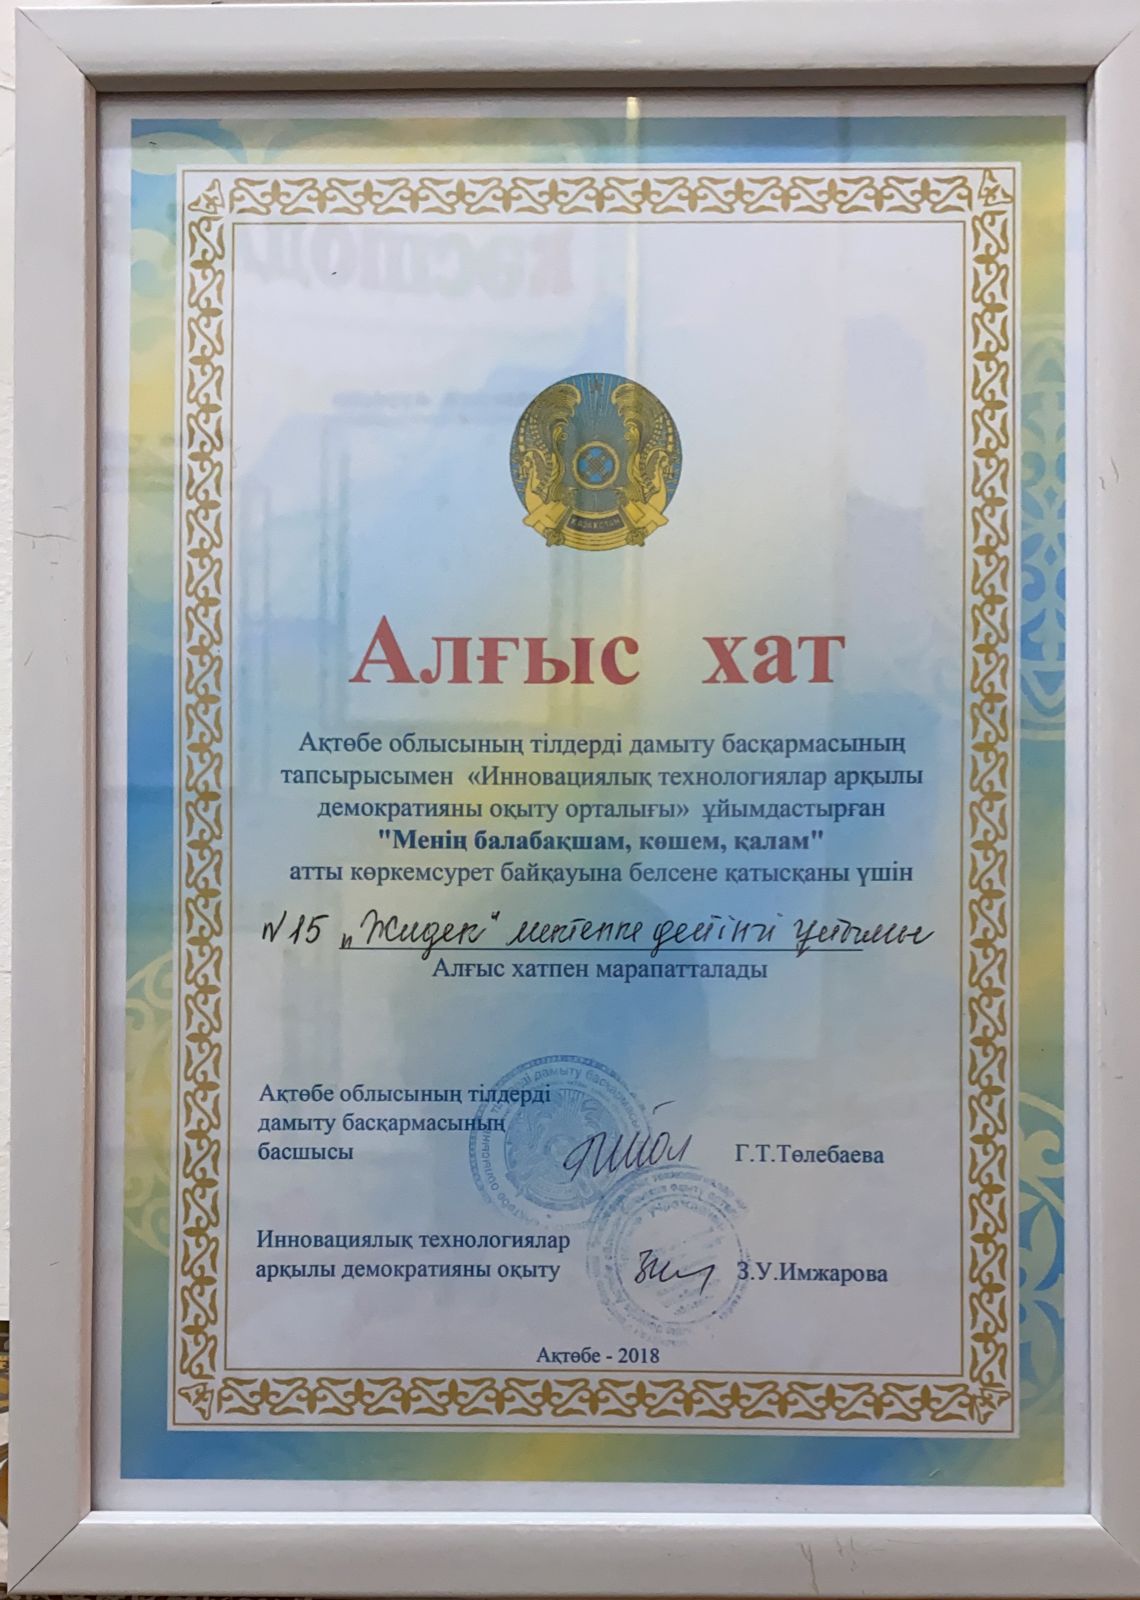 ҚАЗАҚСТАН
Алғыс хат
Ақтөбе облысының тілдерді дамыту басқармасының
тапсырысымен «Инновациялық технологиялар арқылы
демократияны оқыту орталығы» ұйымдастырған
"Менің балабақшам, көшем, қалам"
атты көркемсурет байқауына белсене қатысқаны үшін
№15 „Жидек“ мектепке дейінгі ұйымы
Алғыс хатпен марапатталады
Ақтөбе облысының тілдерді
дамыту басқармасының
басшысы
Г.Т.Төлебаева
Инновациялық технологиялар
арқылы демократияны оқыту
З.У.Имжарова
Ақтөбе - 2018